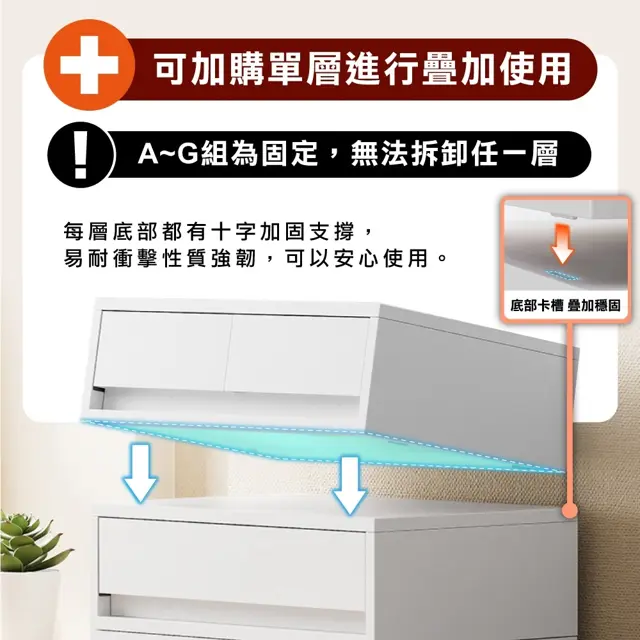 可加購單層進行疊加使用
!
A~G組為固定，無法拆卸任一層
每層底部都有十字加固支撐，
易耐衝擊性質強韌，可以安心使用。
底部卡槽 疊加穩固